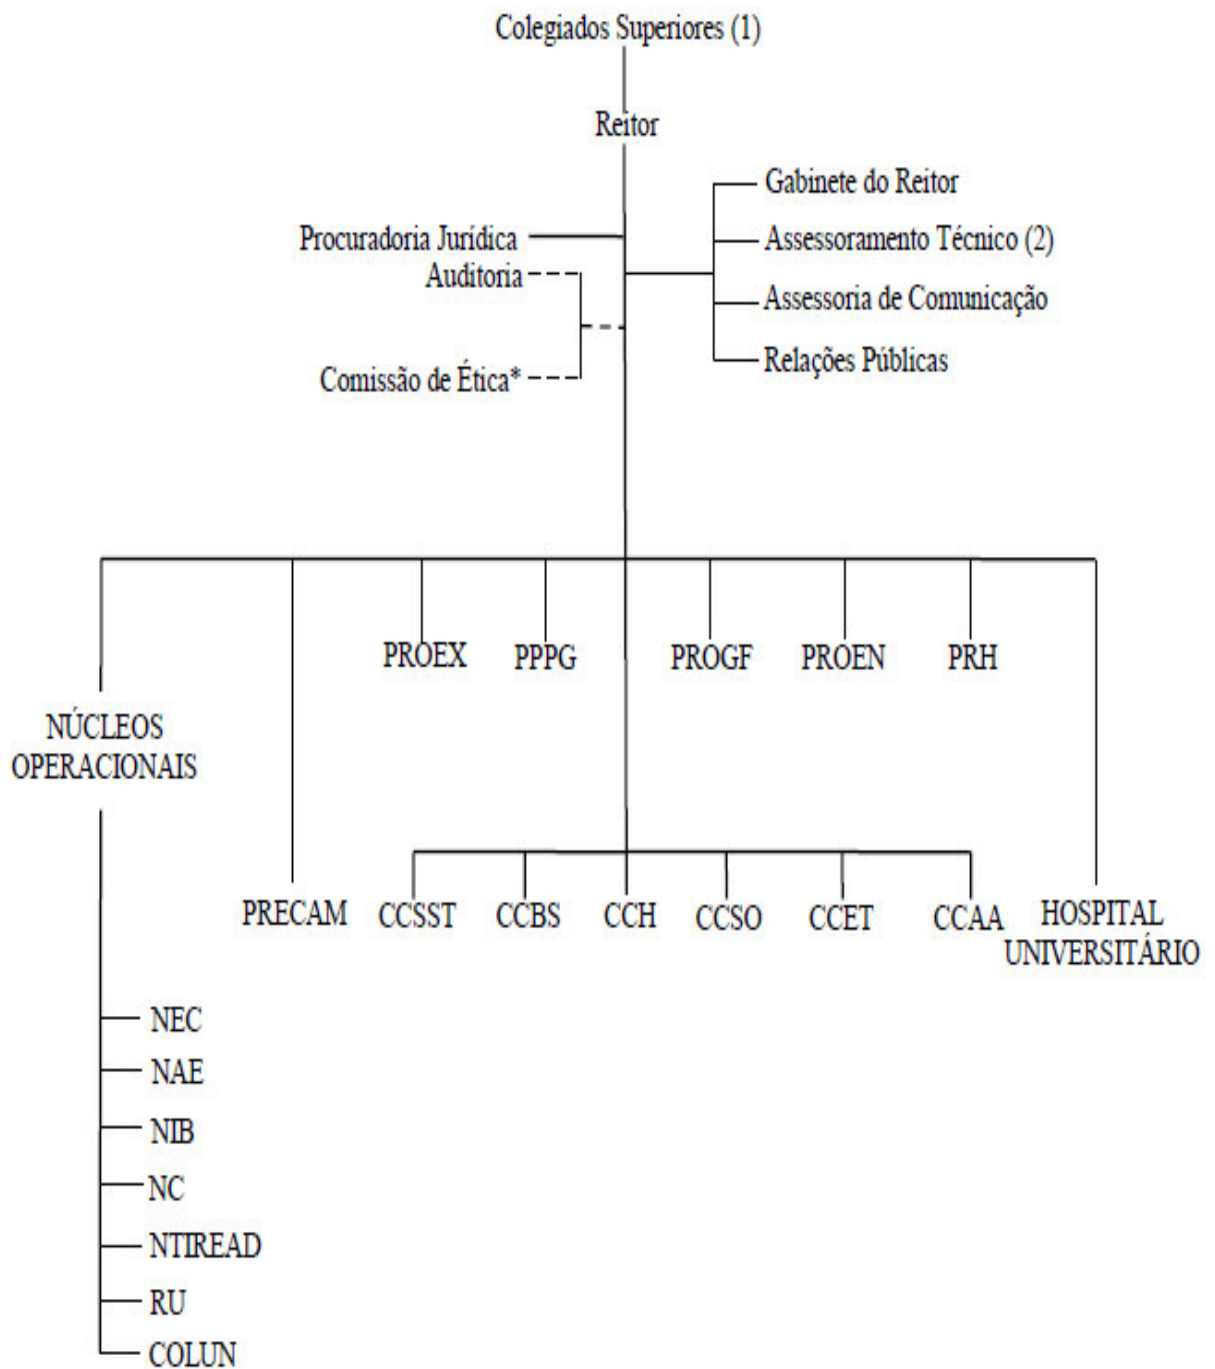 Colegiados Superiores (1)
Reitor
Gabinete do Reitor
Procuradoria Jurídica
Assessoramento Técnico (2)
Auditoria
Assessoria de Comunicação
Comissão de Ética*
Relações Públicas
PROEX
PPPG
PROGF
PROEN
PRH
NÚCLEOS
OPERACIONAIS
PRECAM
CCSST
CCBS
CCH
CCSO
CCET
CCAA
HOSPITAL
UNIVERSITÁRIO
NEC
NAE
NIB
NC
NTIREAD
RU
COLUN